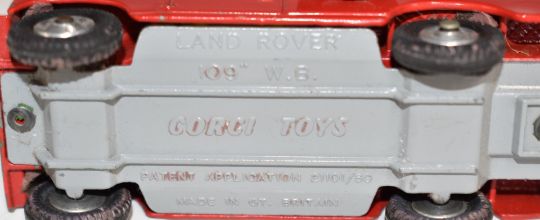 LAND ROVER
109" W.B.
CORGI TOYS
PATENT APPLICATION 21101/56
MADE IN GT. BRITAIN